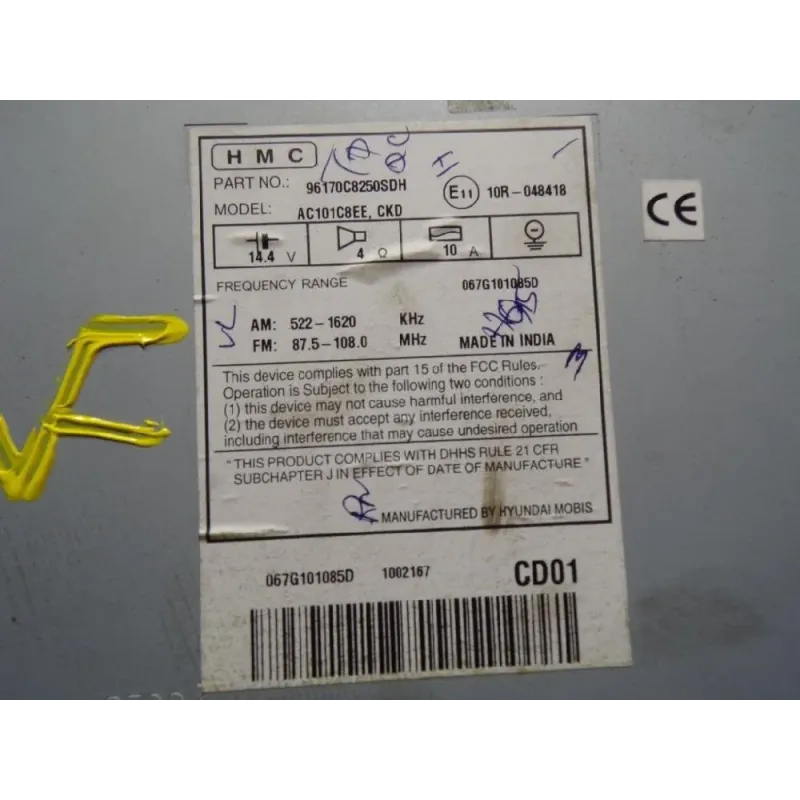 HMC
PART NO.: 96170C8250SDH E11 10R-048418
MODEL: AC101C8EE, CKD
CE
14.4 V 4 Ω 10 A
FREQUENCY RANGE 067G101085D
AM: 522-1620 KHz
FM: 87.5-108.0 MHz MADE IN INDIA
This device complies with part 15 of the FCC Rules.
Operation is Subject to the following two conditions :
(1) this device may not cause harmful interference, and
(2) the device must accept any interference received,
including interference that may cause undesired operation
"THIS PRODUCT COMPLIES WITH DHHS RULE 21 CFR
SUBCHAPTER J IN EFFECT OF DATE OF MANUFACTURE"
MANUFACTURED BY HYUNDAI MOBIS
067G101085D 1002167 CD01